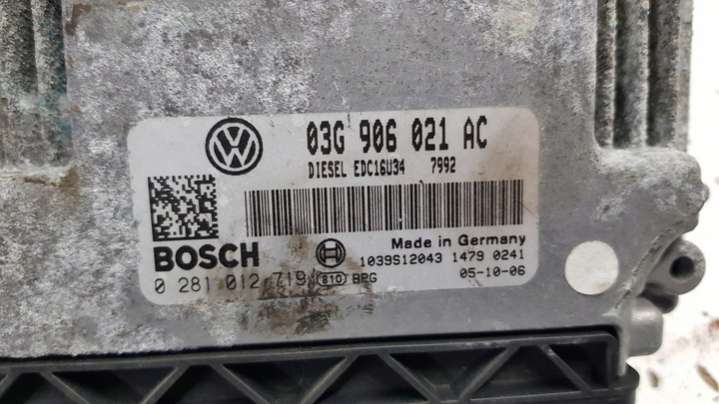 03G 906 021 AC
DIESEL EDC16U34 7992
BOSCH
Made in Germany
1039S12043 1479 0241
0 281 012 719 810 BPG 05-10-06